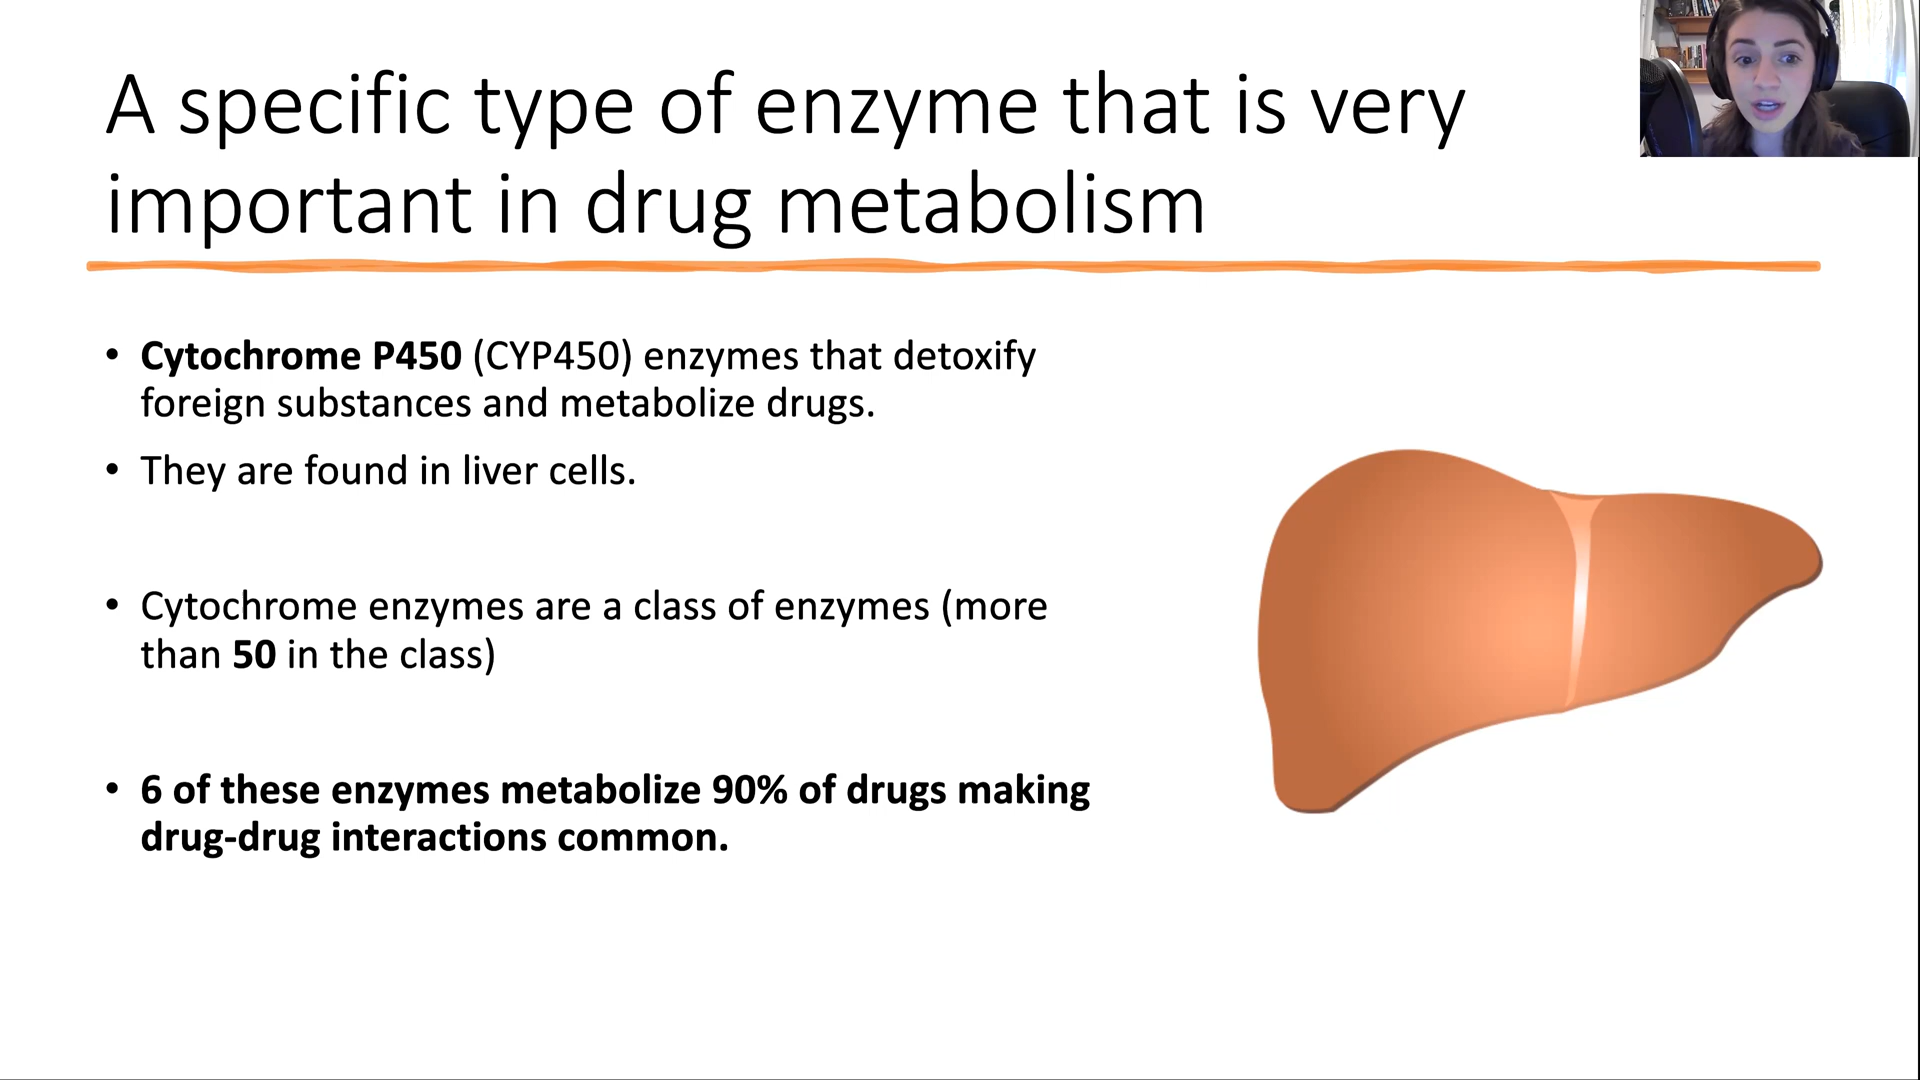 A specific type of enzyme that is very
important in drug metabolism
• Cytochrome P450 (CYP450) enzymes that detoxify
foreign substances and metabolize drugs.
• They are found in liver cells.
• Cytochrome enzymes are a class of enzymes (more
than 50 in the class)
• 6 of these enzymes metabolize 90% of drugs making
drug-drug interactions common.